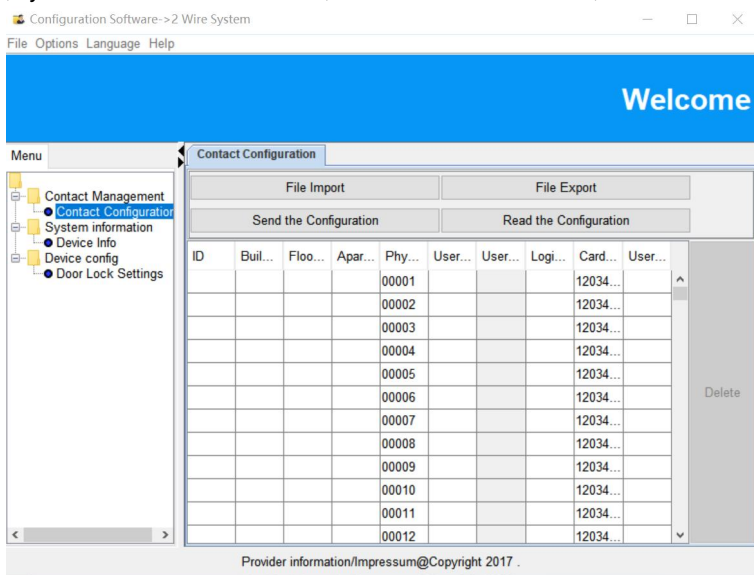 Configuration Software->2 Wire System
File Options Language Help
Welcome
Menu
Contact Management
Contact Configuration
System information
Device Info
Device config
Door Lock Settings
Contact Configuration
File Import File Export
Send the Configuration Read the Configuration
ID Buil... Floo... Apar... Phy... User... User... Logi... Card... User...
00001 12034...
00002 12034...
00003 12034...
00004 12034...
00005 12034...
00006 12034...
00007 12034...
00008 12034...
00009 12034...
00010 12034...
00011 12034...
00012 12034...
Delete
Provider information/Impressum@Copyright 2017 .